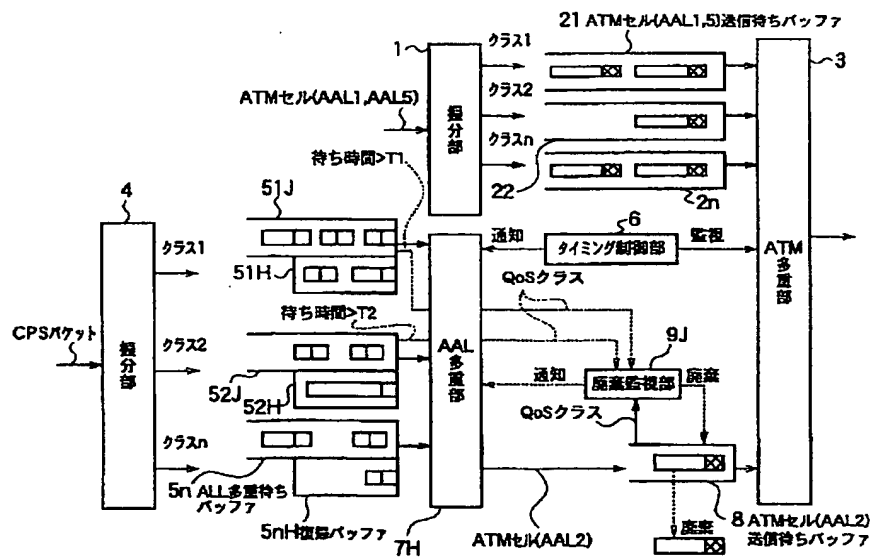 21 ATMセル(AAL1,5)送信待ちバッファ
1
クラス1
3
ATMセル(AAL1,AAL5)
振分部
クラス2
クラスn
待ち時間>T1
22
2n
51J
4
6
クラス1
通知
タイミング制御部
監視
ATM多重部
51H
QoSクラス
待ち時間>T2
CPSパケット
振分部
クラス2
AAL多重部
9J
通知
廃棄監視部
廃棄
52J
52H
QoSクラス
クラスn
5n ALL多重待ち
バッファ
5nH復録バッファ
7H
ATMセル(AAL2)
廃棄
8 ATMセル(AAL2)
送信待ちバッファ